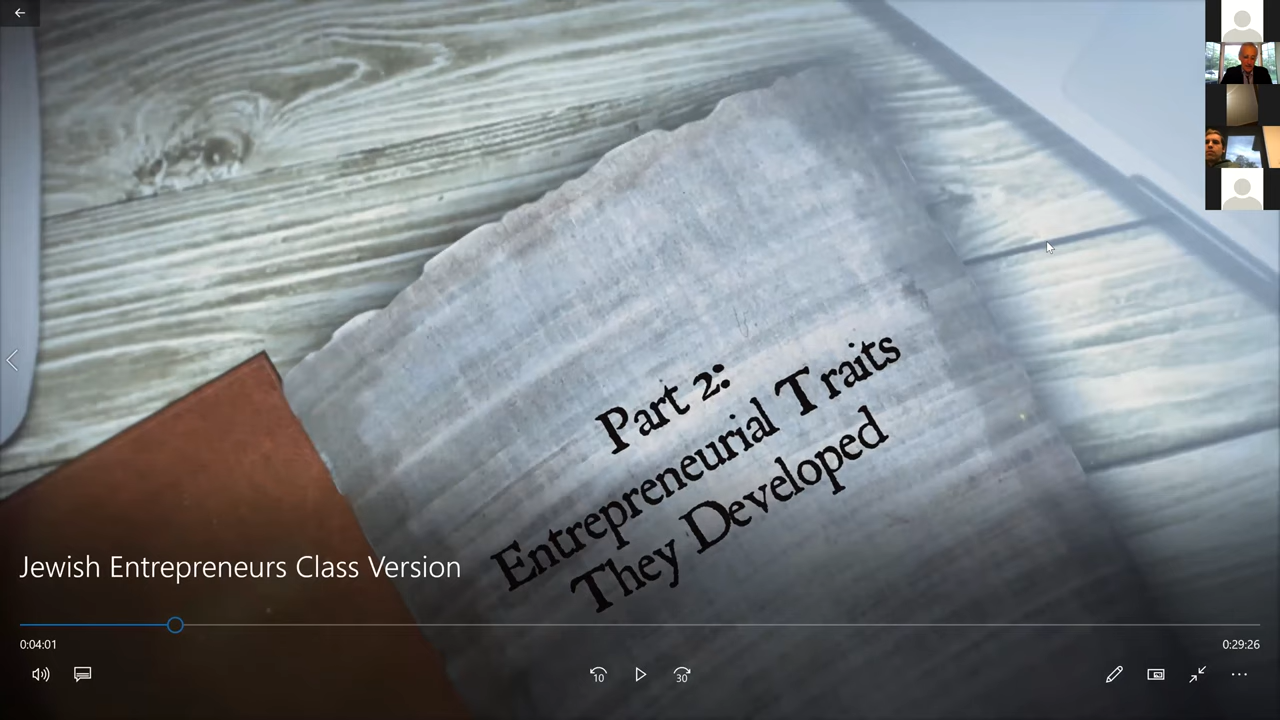 Part 2:
Entrepreneurial Traits
They Developed
Jewish Entrepreneurs Class Version
0:04:01
0:29:26
10
30